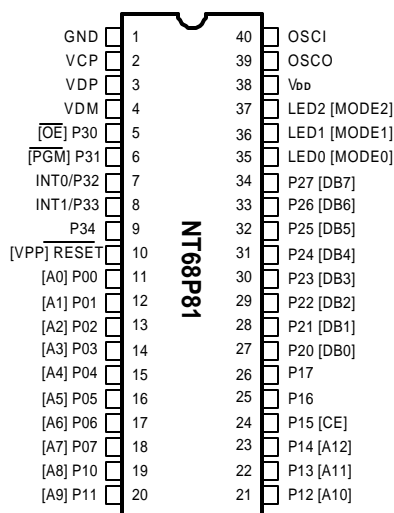 GND 1 40 OSCI
VCP 2 39 OSCO
VDP 3 38 VDD
VDM 4 37 LED2 [MODE2]
[OE] P30 5 36 LED1 [MODE1]
[PGM] P31 6 35 LED0 [MODE0]
INT0/P32 7 34 P27 [DB7]
INT1/P33 8 33 P26 [DB6]
P34 9 32 P25 [DB5]
[VPP] RESET 10 31 P24 [DB4]
[A0] P00 11 30 P23 [DB3]
[A1] P01 12 29 P22 [DB2]
[A2] P02 13 28 P21 [DB1]
[A3] P03 14 27 P20 [DB0]
[A4] P04 15 26 P17
[A5] P05 16 25 P16
[A6] P06 17 24 P15 [CE]
[A7] P07 18 23 P14 [A12]
[A8] P10 19 22 P13 [A11]
[A9] P11 20 21 P12 [A10]
NT68P81